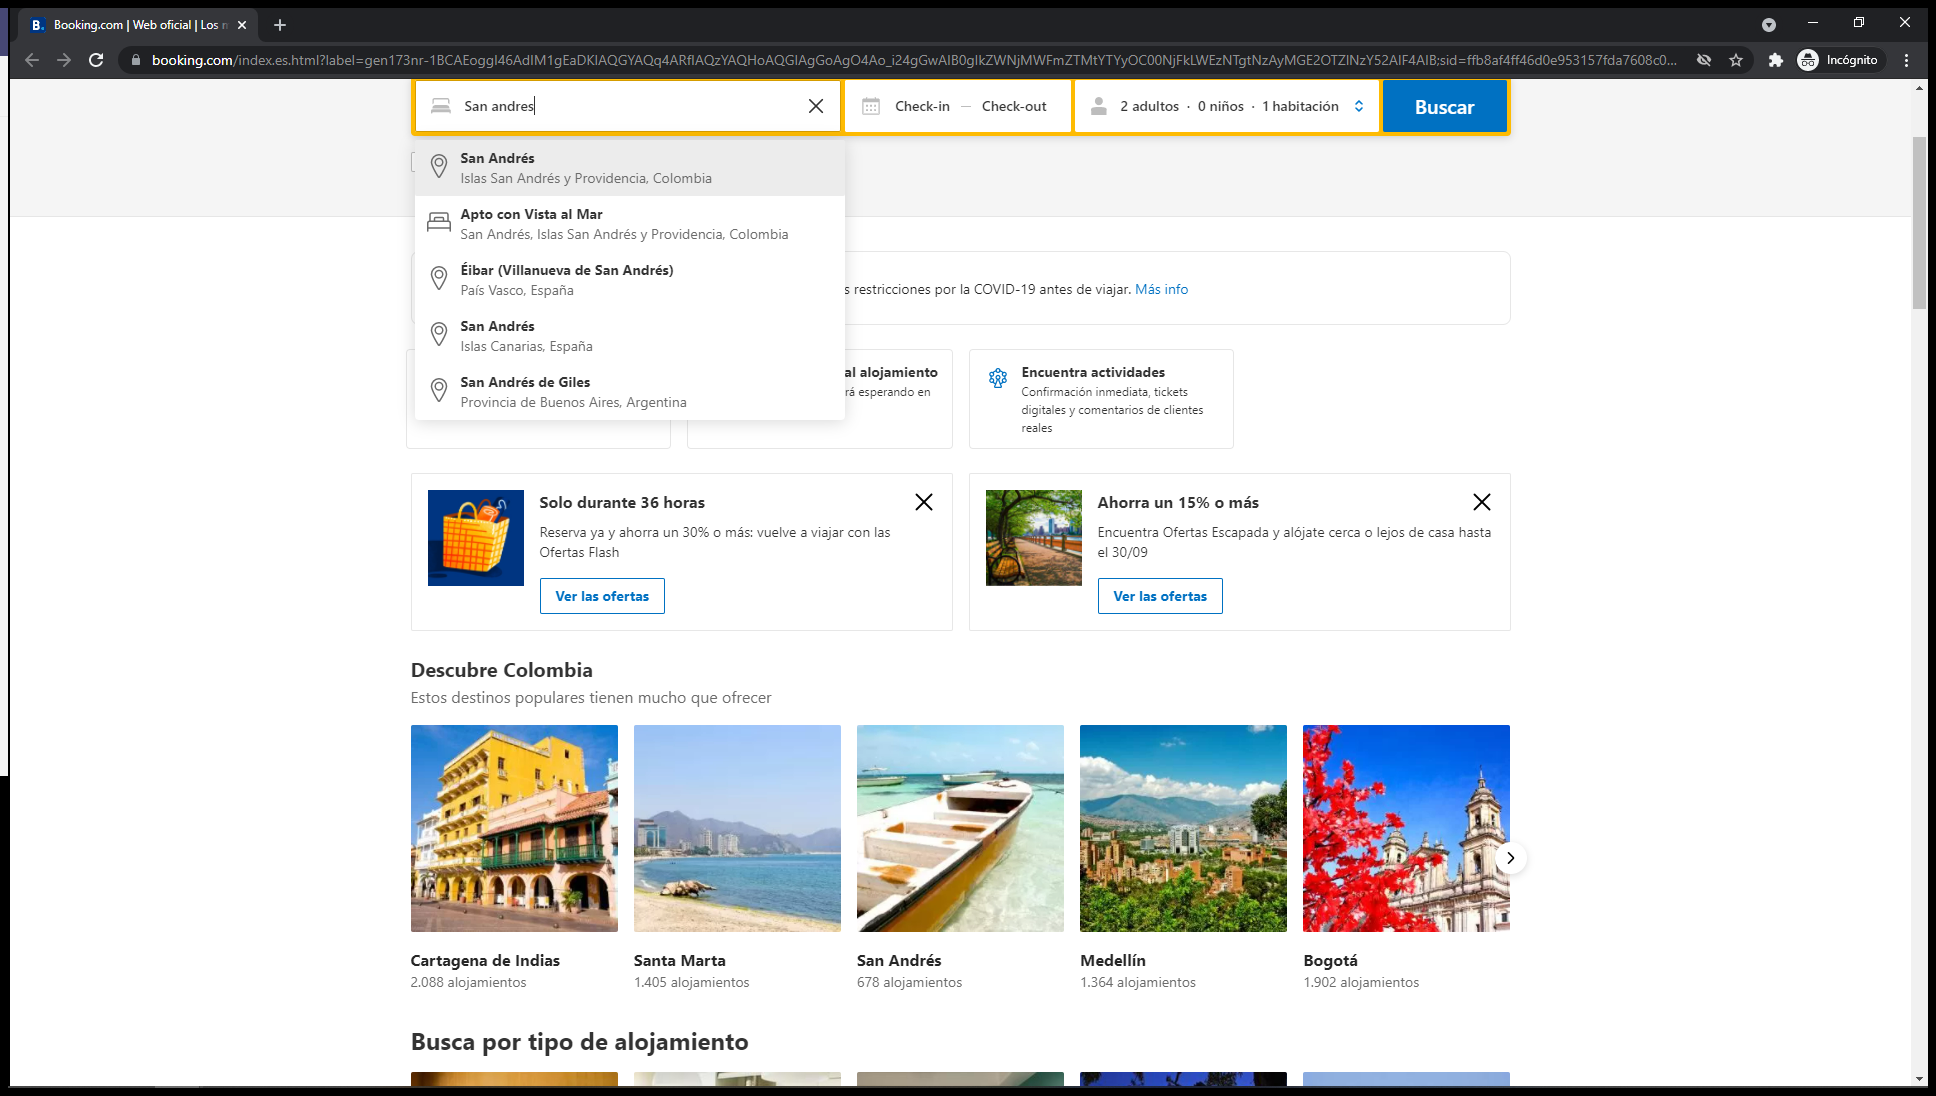 Booking.com | Web oficial | Los
booking.com/index.es.html?label=gen173nr-1BCAEoggI46AdIM1gEaDKIAQGYAQq4ARfIAQzYAQHoAQGIAgGoAgO4Ao_i24gGwAIB0gIkZWNjMWFmZTMtYTYyOC00NjFkLWEzNTgtNzAyMGE2OTZlNzY52AIF4AIB;sid=ffb8af4ff46d0e953157fda7608c0...
Incógnito
San andres
Check-in — Check-out
2 adultos · 0 niños · 1 habitación
Buscar
San Andrés
Islas San Andrés y Providencia, Colombia
Apto con Vista al Mar
San Andrés, Islas San Andrés y Providencia, Colombia
Éibar (Villanueva de San Andrés)
País Vasco, España
San Andrés
Islas Canarias, España
San Andrés de Giles
Provincia de Buenos Aires, Argentina
s restricciones por la COVID-19 antes de viajar. Más info
al alojamiento
rá esperando en
Encuentra actividades
Confirmación inmediata, tickets
digitales y comentarios de clientes
reales
Solo durante 36 horas
Reserva ya y ahorra un 30% o más: vuelve a viajar con las
Ofertas Flash
Ver las ofertas
Ahorra un 15% o más
Encuentra Ofertas Escapada y alójate cerca o lejos de casa hasta
el 30/09
Ver las ofertas
Descubre Colombia
Estos destinos populares tienen mucho que ofrecer
Cartagena de Indias
2.088 alojamientos
Santa Marta
1.405 alojamientos
San Andrés
678 alojamientos
Medellín
1.364 alojamientos
Bogotá
1.902 alojamientos
Busca por tipo de alojamiento